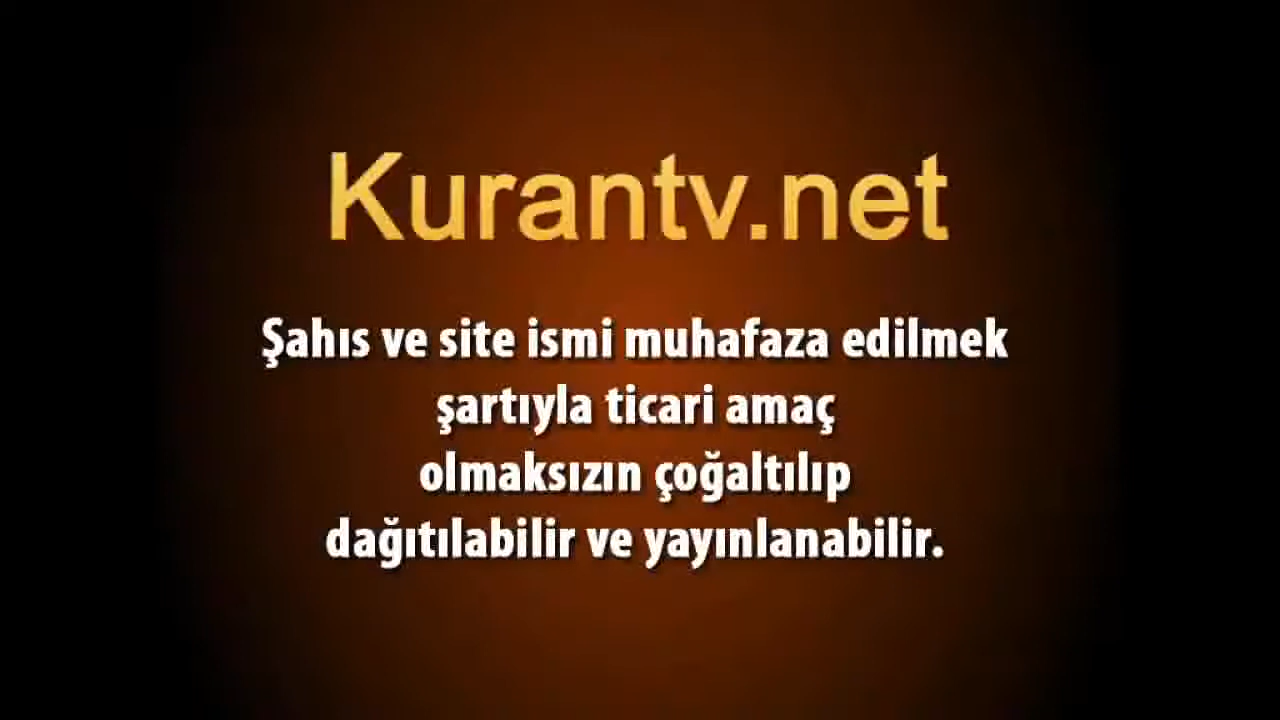 Kurantv.net
Şahıs ve site ismi muhafaza edilmek
şartıyla ticari amaç
olmaksızın çoğaltılıp
dağıtılabilir ve yayınlanabilir.